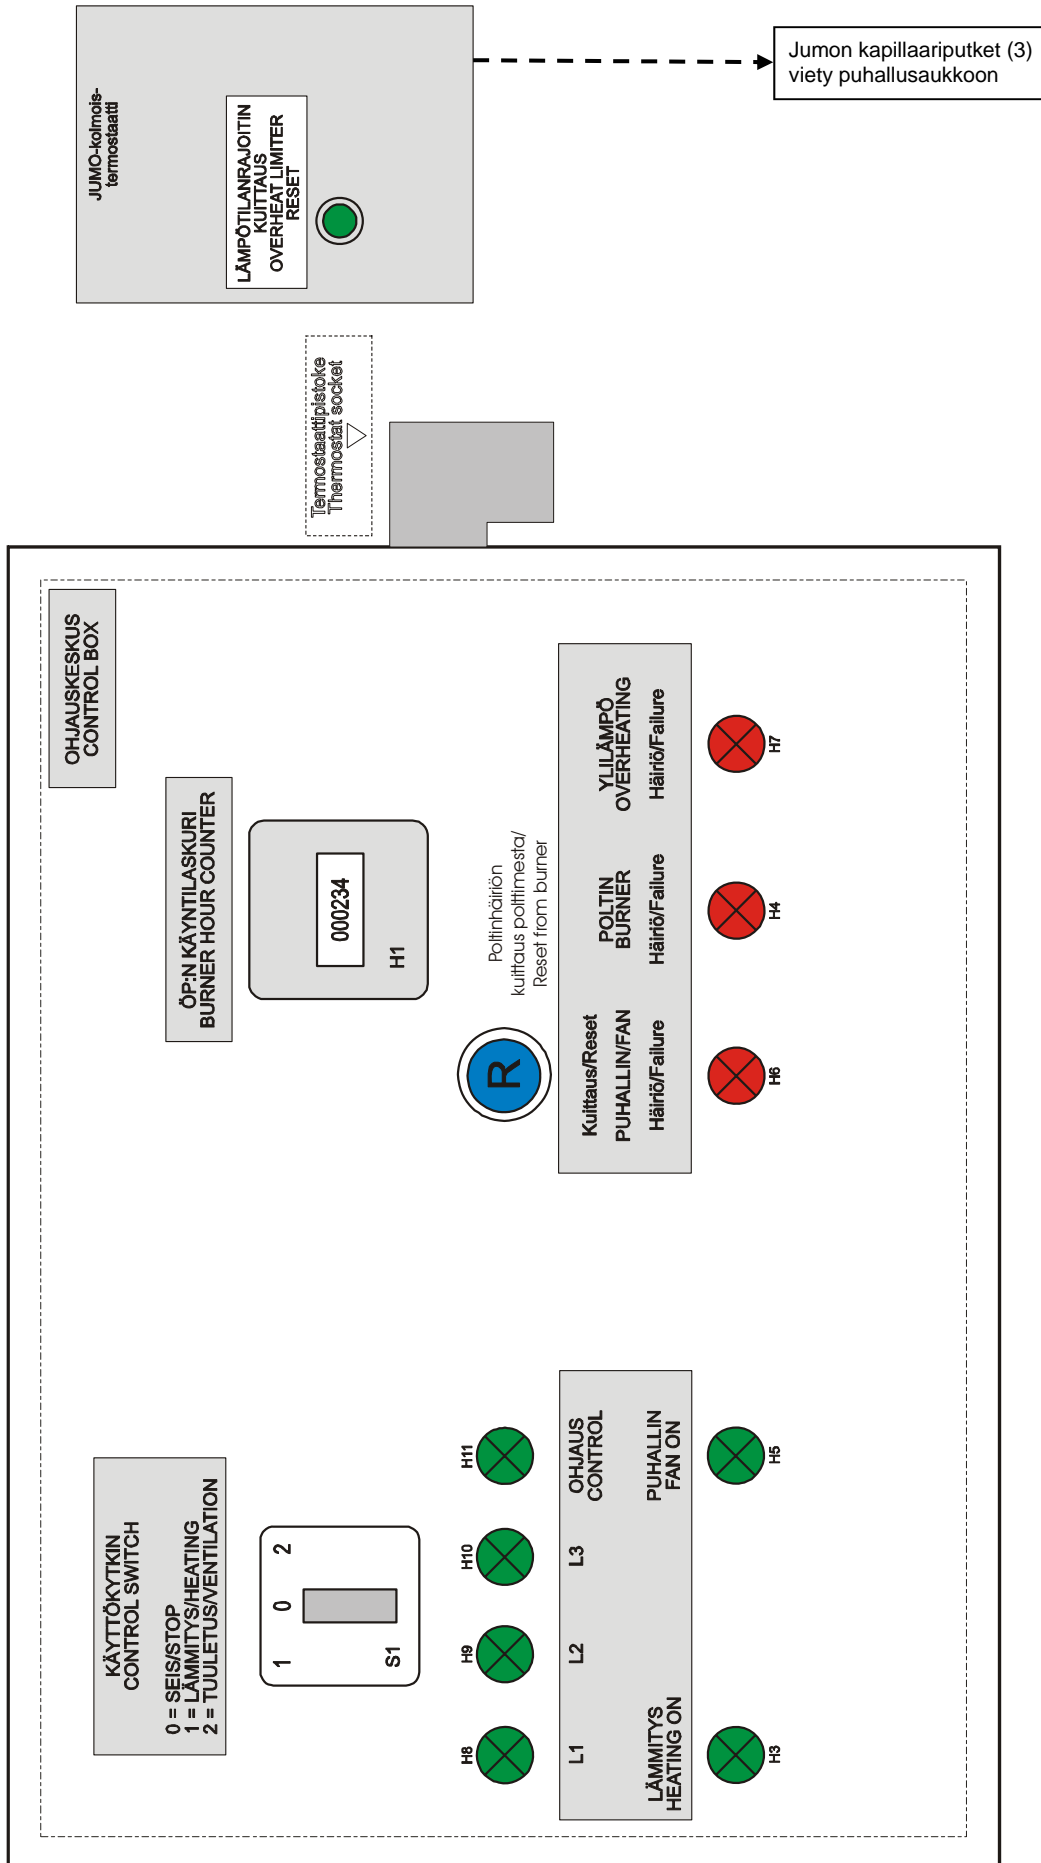 Jumon kapillaariputket (3)
viety puhallusaukkoon
JUMO-kolmois-
termostaatti
LÄMPÖTILANRAJOITIN
KUITTAUS
OVERHEAT LIMITER
RESET
Termostaattipistoke
Thermostat socket
OHJAUSKESKUS
CONTROL BOX
ÖP:N KÄYNTILASKURI
BURNER HOUR COUNTER
000234
H1
KÄYTTÖKYTKIN
CONTROL SWITCH
0 = SEIS/STOP
1 = LÄMMITYS/HEATING
2 = TUULETUS/VENTILATION
1 0 2
S1
Poltinhäiriön
kuittaus polttimesta/
Reset from burner
R
Kuittaus/Reset
PUHALLIN/FAN
Häiriö/Failure
POLTIN
BURNER
Häiriö/Failure
YLILÄMPÖ
OVERHEATING
Häiriö/Failure
H6 H4 H7
H8 H9 H10 H11
L1 L2 L3
OHJAUS
CONTROL
LÄMMITYS
HEATING ON
PUHALLIN
FAN ON
H3 H5